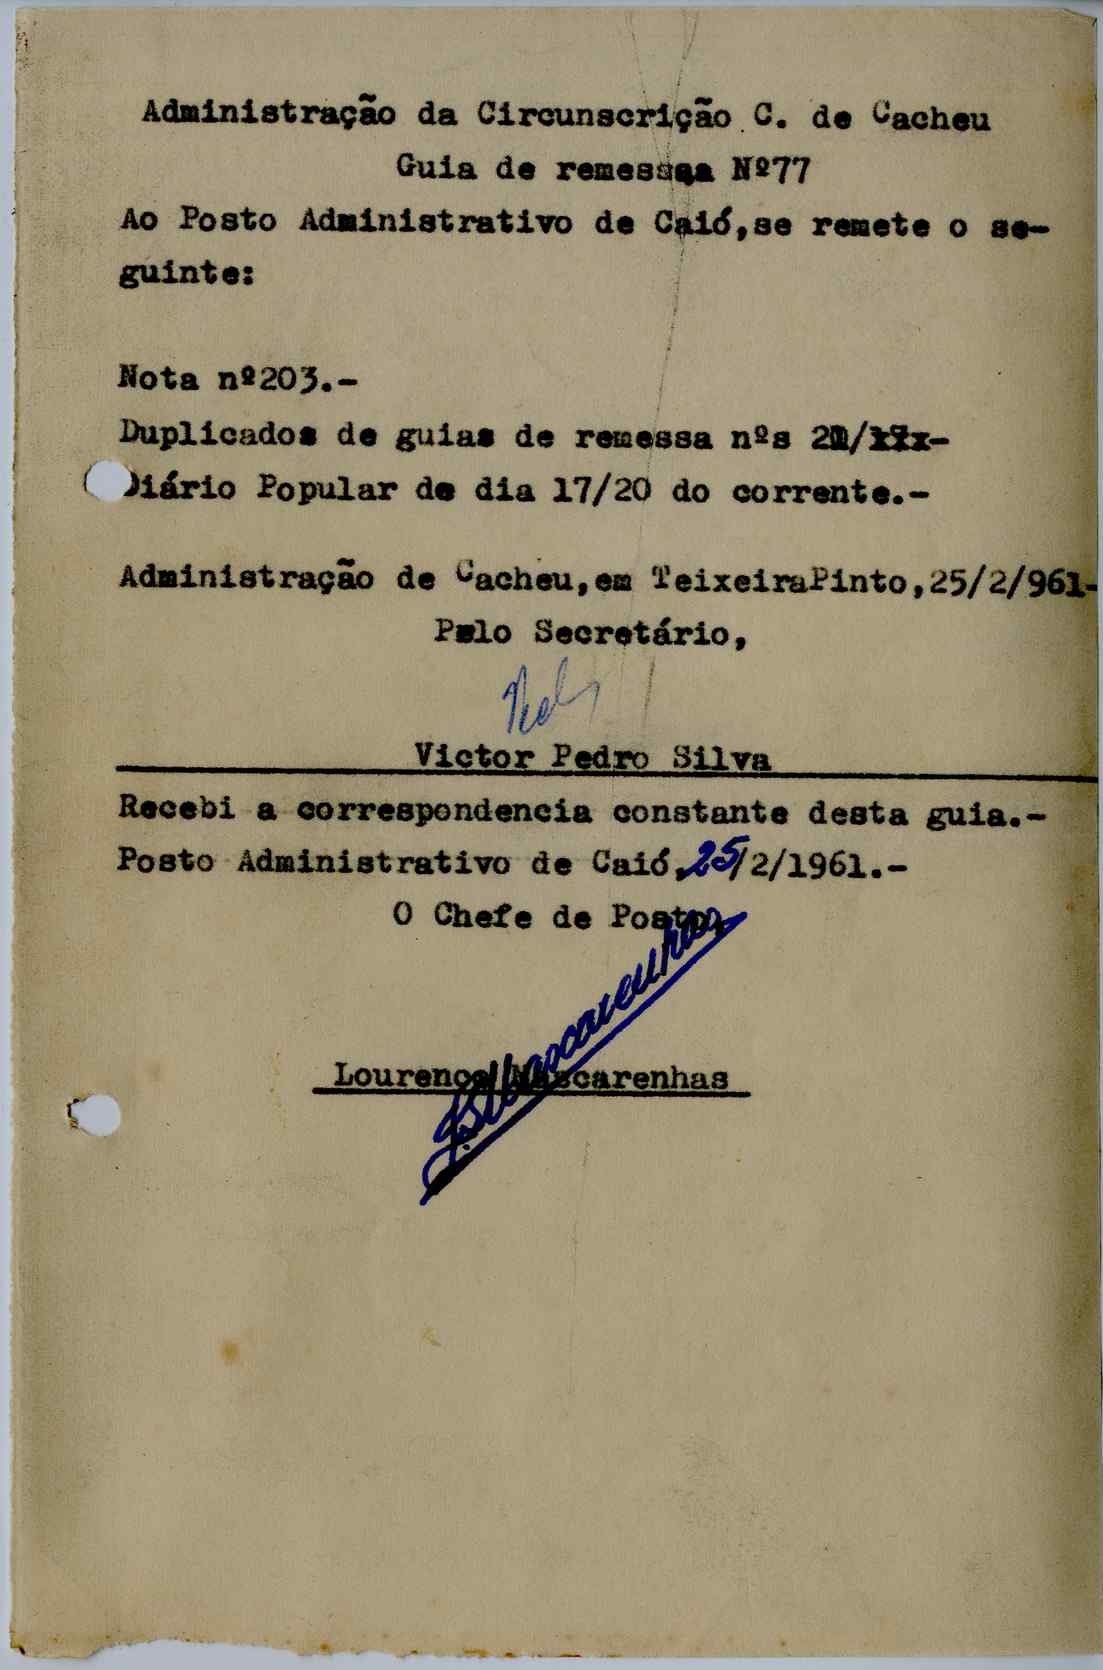 Administração da Circunscrição C. de Cacheu
Guia de remessa Nº77
Ao Posto Administrativo de Caió,se remete o se-
guinte:
Nota nº203.-
Duplicados de guias de remessa nºs
Diário Popular de dia 17/20 do corrente.-
Administração de Cacheu,em TeixeiraPinto,25/2/961-
Pelo Secretário,
Victor Pedro Silva
Recebi a correspondencia constante desta guia.-
Posto Administrativo de Caió,25/2/1961.-
O Chefe de Posto,
Mascarenhas
Lourenço Mascarenhas